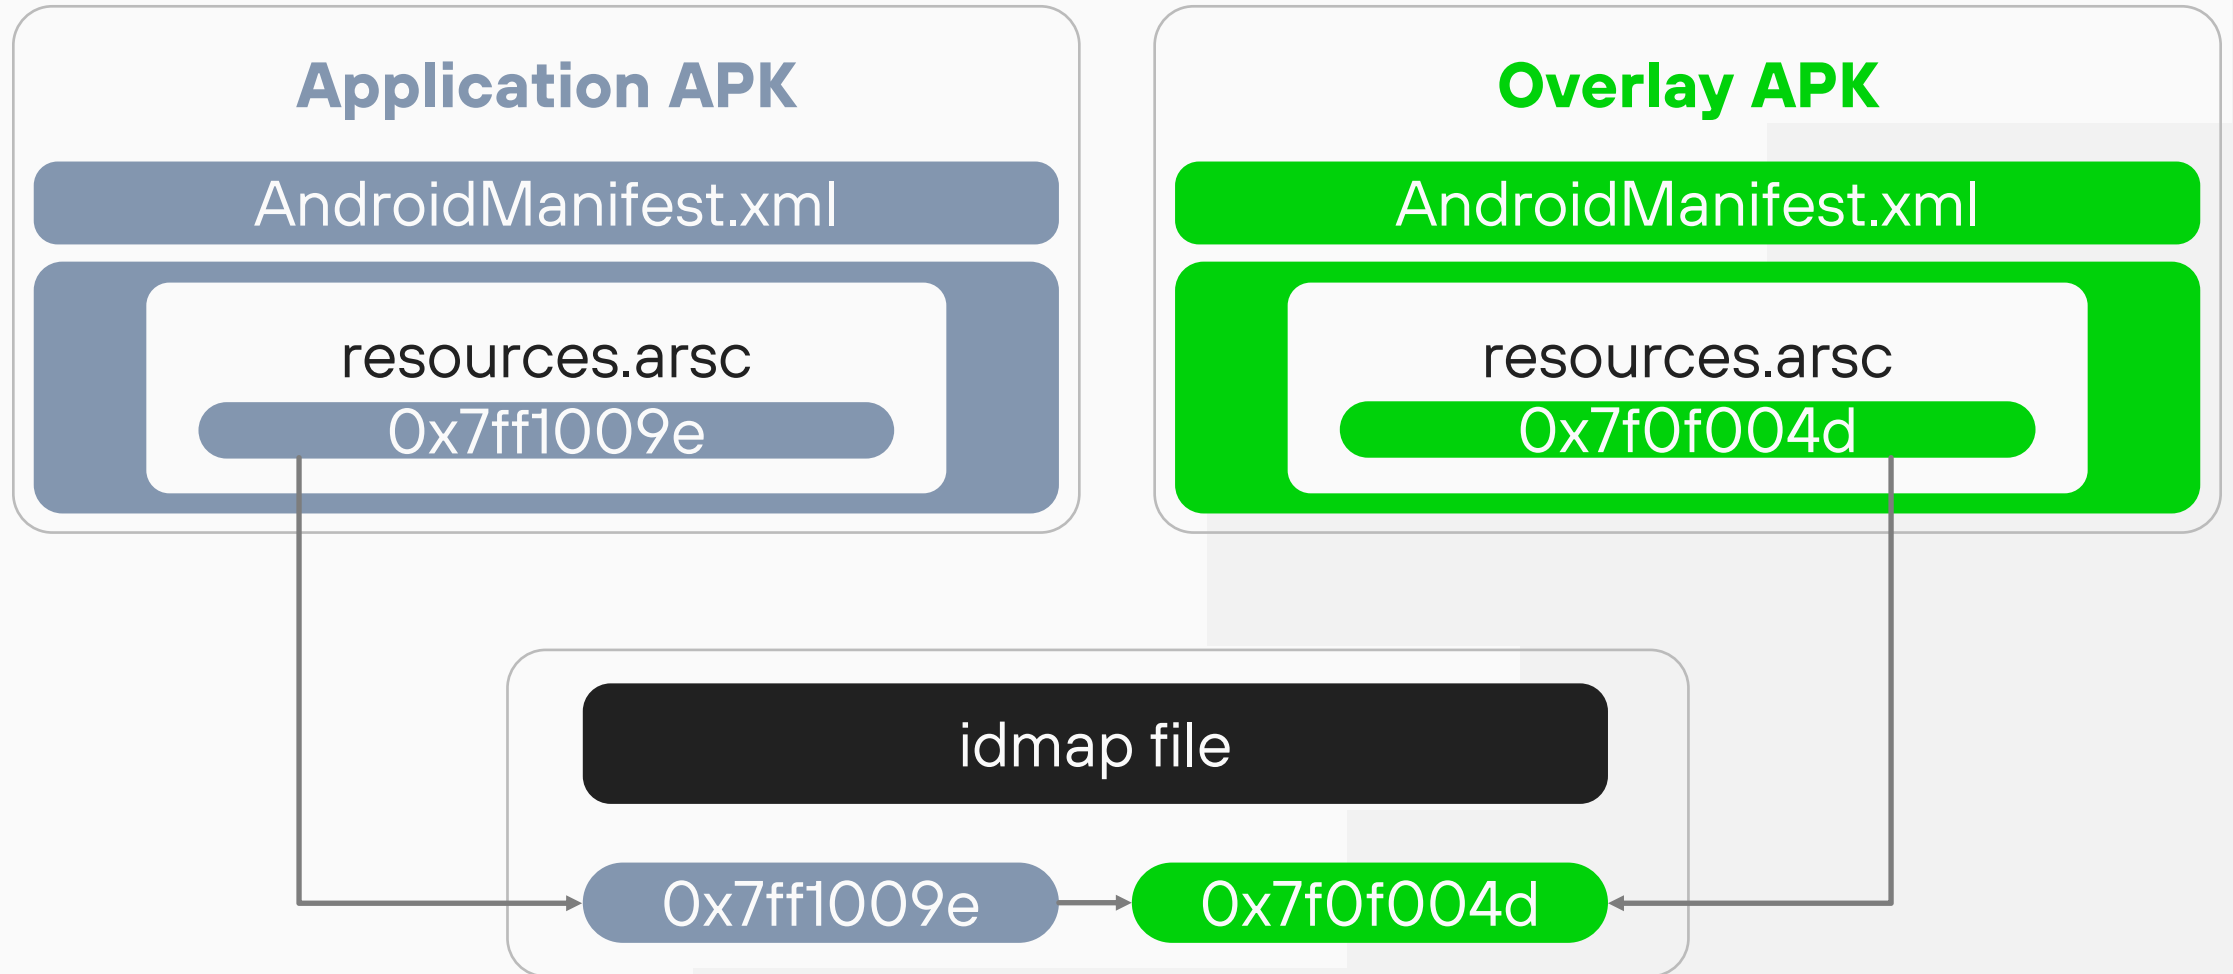 Application APK
AndroidManifest.xml
resources.arsc
0x7ff1009e
Overlay APK
AndroidManifest.xml
resources.arsc
0x7f0f004d
idmap file
0x7ff1009e
0x7f0f004d